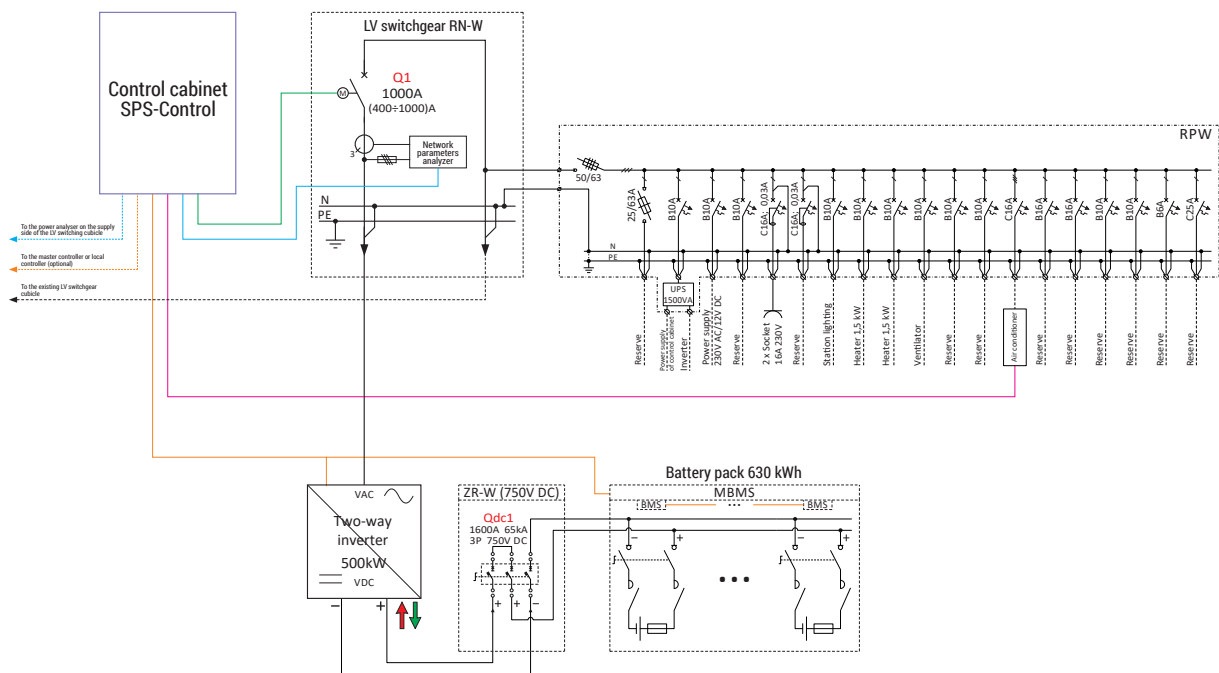 Control cabinet
SPS-Control
LV switchgear RN-W
Q1
1000A
(400÷1000)A
M
3
Network
parameters
analyzer
N
PE
To the power analyser on the supply
side of the LV switching cubicle
To the master controller or local
controller (optional)
To the existing LV switchgear
cubicle
RPW
50/63
25/63A
B10A
B10A
B10A
C16A; 0,03A
C16A; 0,03A
B10A
B10A
B10A
B10A
B10A
B10A
C16A
B16A
B16A
B10A
B10A
B6A
C25A
N
PE
UPS
1500VA
Reserve
Power supply
of control cabinet
Inverter
Power supply
230V AC/12V DC
Reserve
2 x Socket
16A 230V
Reserve
Station lighting
Heater 1,5 kW
Heater 1,5 kW
Ventilator
Reserve
Reserve
Air conditioner
Reserve
Reserve
Reserve
Reserve
Reserve
Reserve
VAC
Two-way
inverter
500kW
VDC
− +
ZR-W (750V DC)
Qdc1
1600A 65kA
3P 750V DC
+ + −
Battery pack 630 kWh
MBMS
BMS ... BMS
− + − +